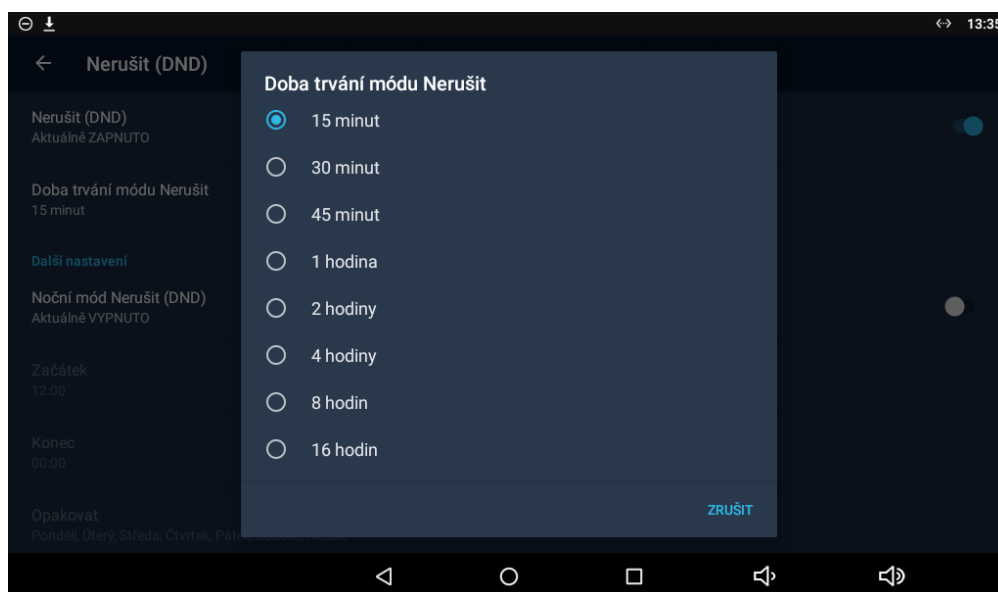 13:35
Nerušit (DND)
Doba trvání módu Nerušit
15 minut
30 minut
45 minut
1 hodina
2 hodiny
4 hodiny
8 hodin
16 hodin
ZRUŠIT
Nerušit (DND)
Aktuálně ZAPNUTO
Doba trvání módu Nerušit
15 minut
Další nastavení
Noční mód Nerušit (DND)
Aktuálně VYPNUTO
Začátek
12:00
Konec
00:00
Opakovat
Pondělí, Úterý, Středa, Čtvrtek,